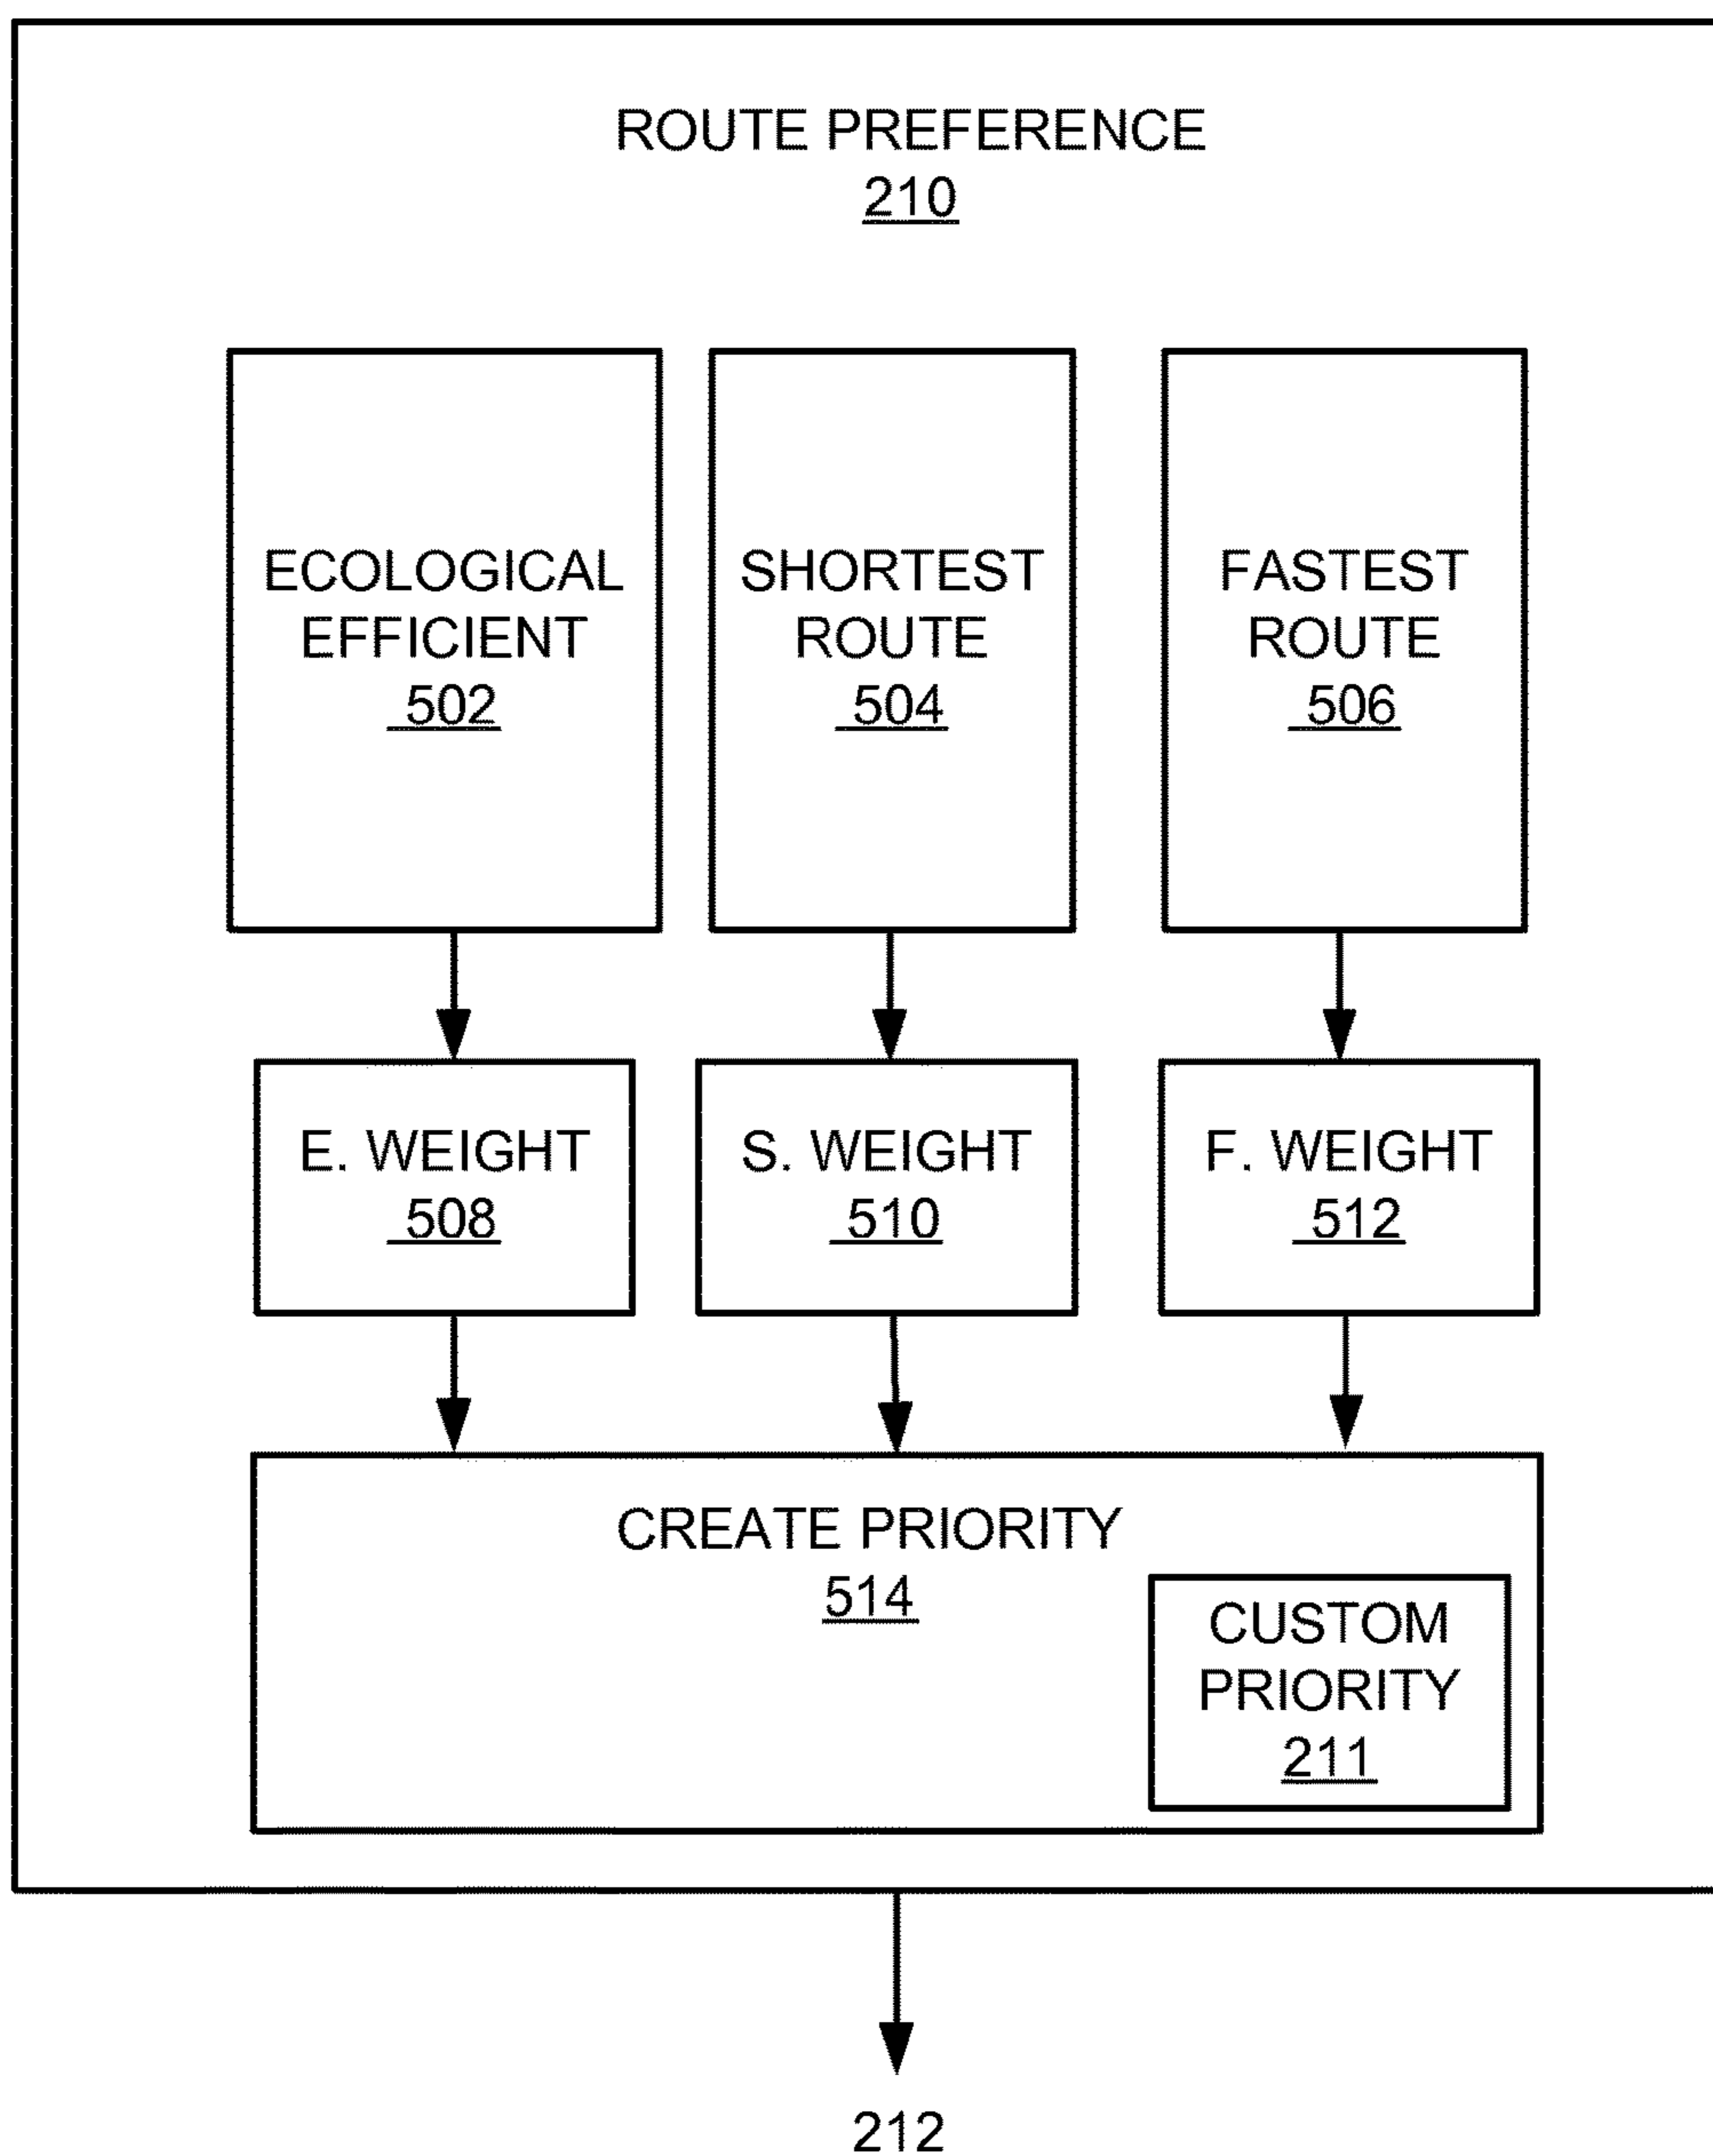 ROUTE PREFERENCE
210
ECOLOGICAL
EFFICIENT
502
SHORTEST
ROUTE
504
FASTEST
ROUTE
506
E. WEIGHT
508
S. WEIGHT
510
F. WEIGHT
512
CREATE PRIORITY
514
CUSTOM
PRIORITY
211
212